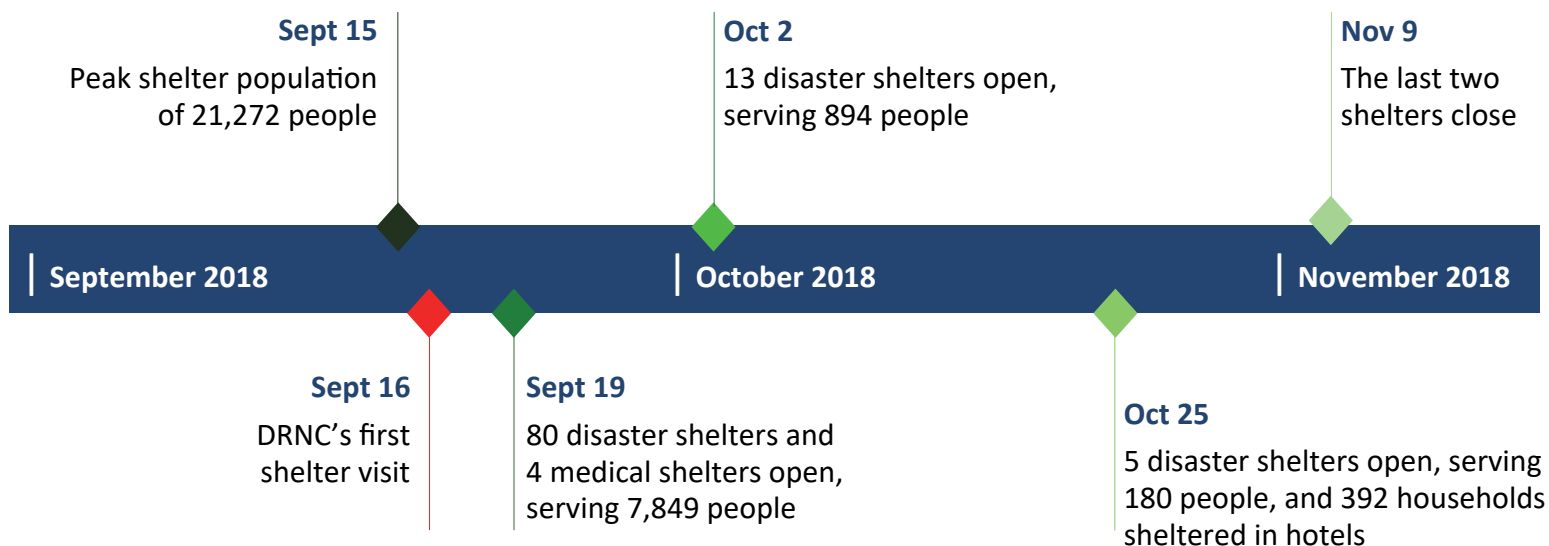 Sept 15
Peak shelter population
of 21,272 people
Oct 2
13 disaster shelters open,
serving 894 people
Nov 9
The last two
shelters close
September 2018
October 2018
November 2018
Sept 16
DRNC’s first
shelter visit
Sept 19
80 disaster shelters and
4 medical shelters open,
serving 7,849 people
Oct 25
5 disaster shelters open, serving
180 people, and 392 households
sheltered in hotels